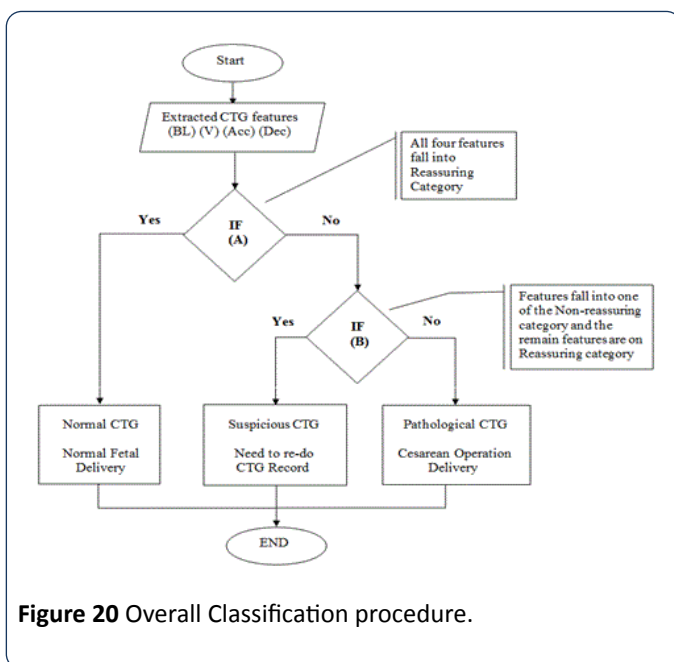 Start
Extracted CTG features
(BL) (V) (Acc) (Dec)
All four features
fall into
Reassuring
Category
Yes
IF
(A)
No
Features fall into one
of the Non-reassuring
category and the
remain features are on
Reassuring category
Yes
IF
(B)
No
Normal CTG
Normal Fetal
Delivery
Suspicious CTG
Need to re-do
CTG Record
Pathological CTG
Cesarean Operation
Delivery
END
Figure 20 Overall Classification procedure.